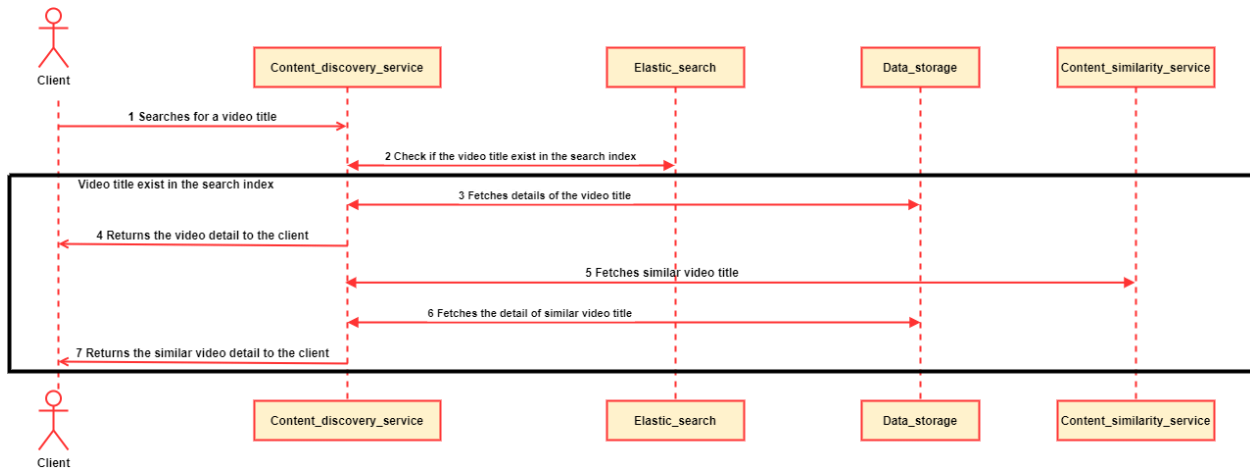 Client
Content_discovery_service
Elastic_search
Data_storage
Content_similarity_service
1 Searches for a video title
2 Check if the video title exist in the search index
Video title exist in the search index
3 Fetches details of the video title
4 Returns the video detail to the client
5 Fetches similar video title
6 Fetches the detail of similar video title
7 Returns the similar video detail to the client
Content_discovery_service
Elastic_search
Data_storage
Content_similarity_service
Client